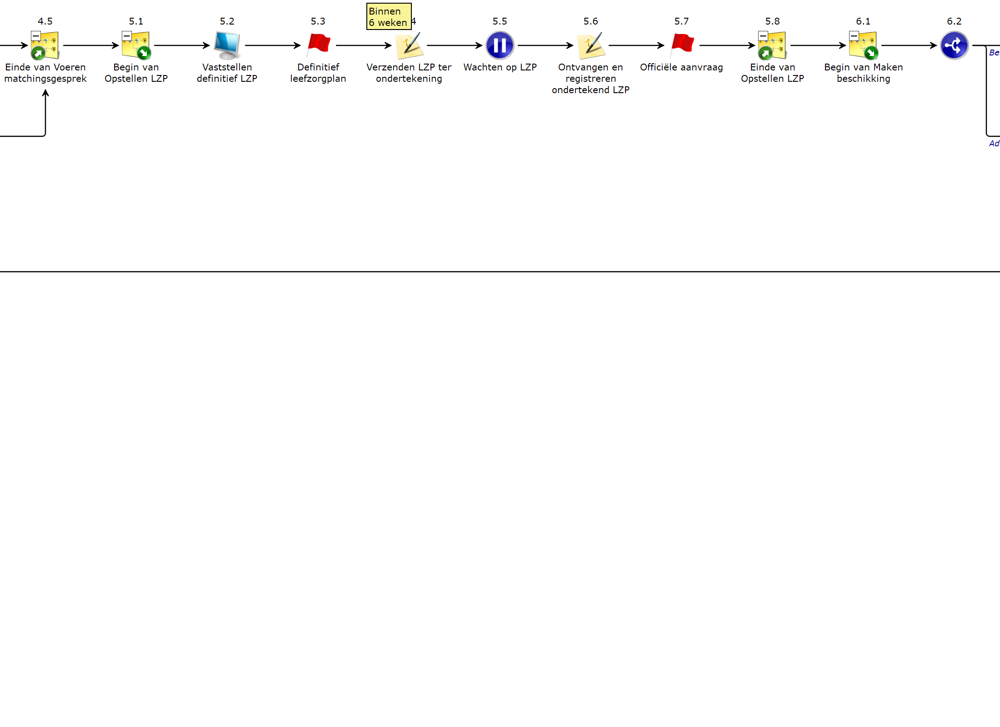 Binnen
6 weken
4.5
5.1
5.2
5.3
4
5.5
5.6
5.7
5.8
6.1
6.2
Einde van Voeren
matchingsgesprek
Begin van
Opstellen LZP
Vaststellen
definitief LZP
Definitief
leefzorgplan
Verzenden LZP ter
ondertekening
Wachten op LZP
Ontvangen en
registreren
ondertekend LZP
Officiële aanvraag
Einde van
Opstellen LZP
Begin van Maken
beschikking